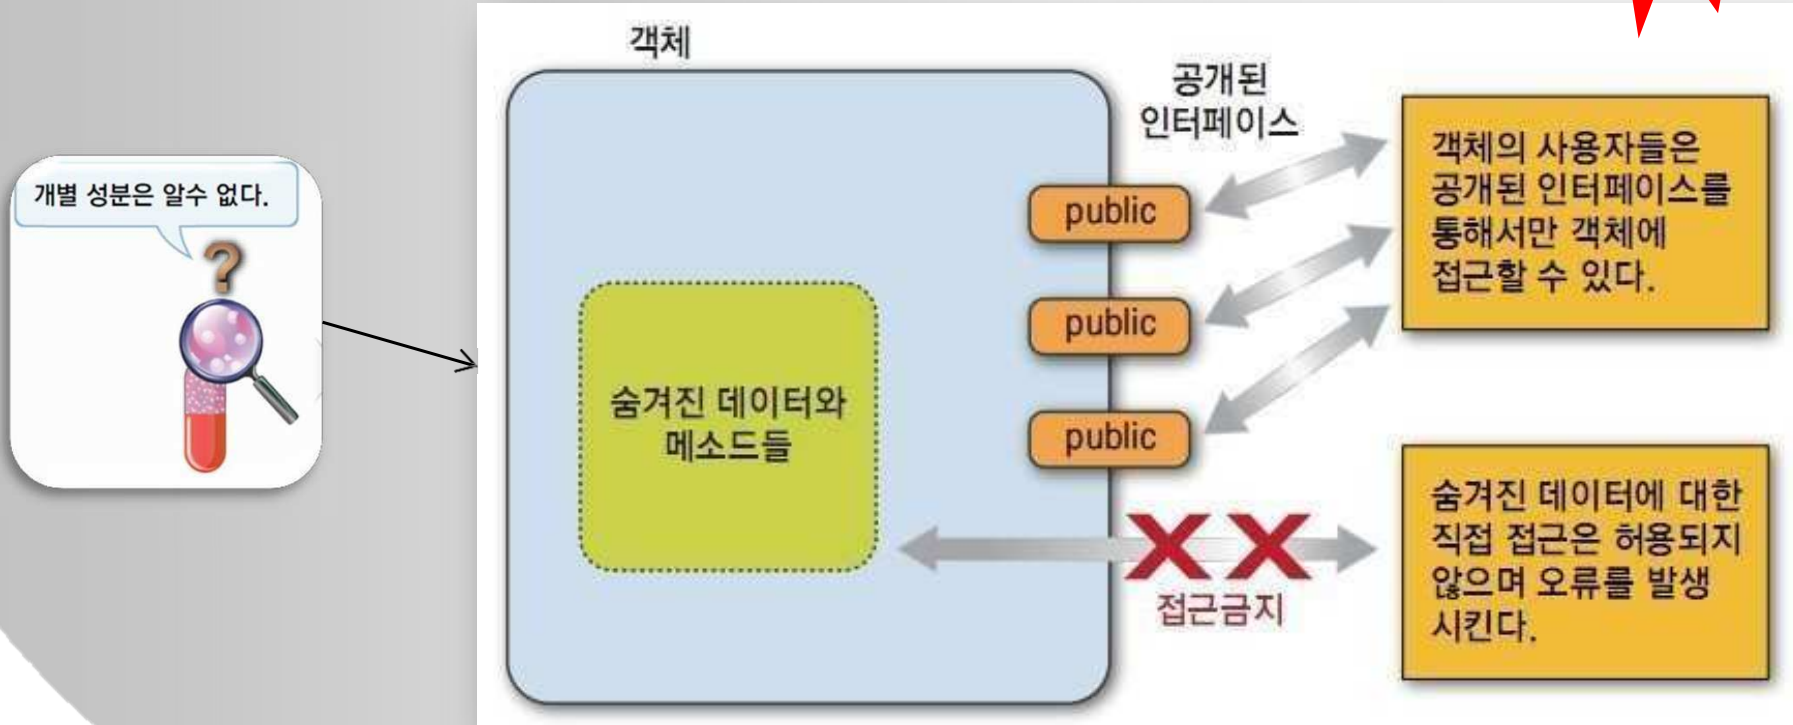 개별 성분은 알수 없다.
?
객체
공개된
인터페이스
public
public
public
숨겨진 데이터와
메소드들
객체의 사용자들은
공개된 인터페이스를
통해서만 객체에
접근할 수 있다.
접근금지
숨겨진 데이터에 대한
직접 접근은 허용되지
않으며 오류를 발생
시킨다.